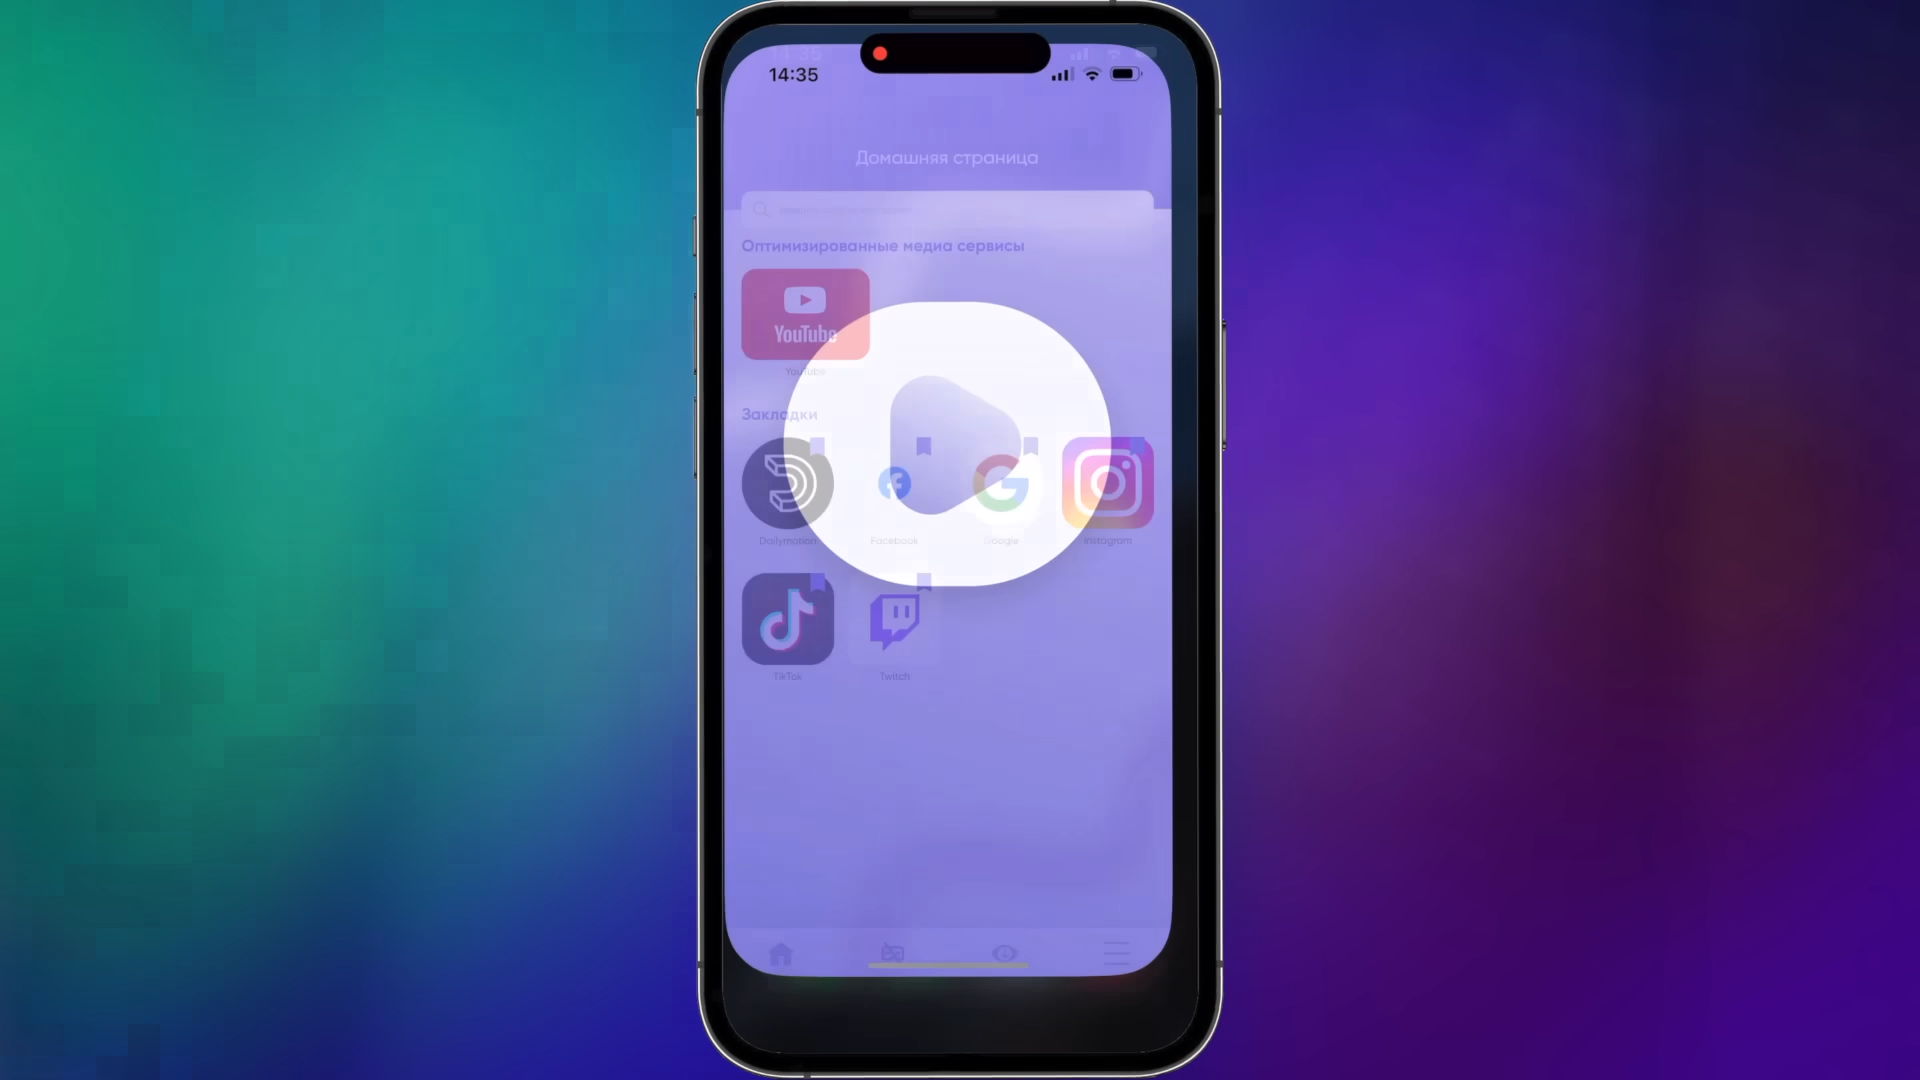 14:35
Домашняя страница
Оптимизированные медиа сервисы
YouTube
YouTube
Закладки
Dailymotion
Facebook
Google
Instagram
TikTok
Twitch